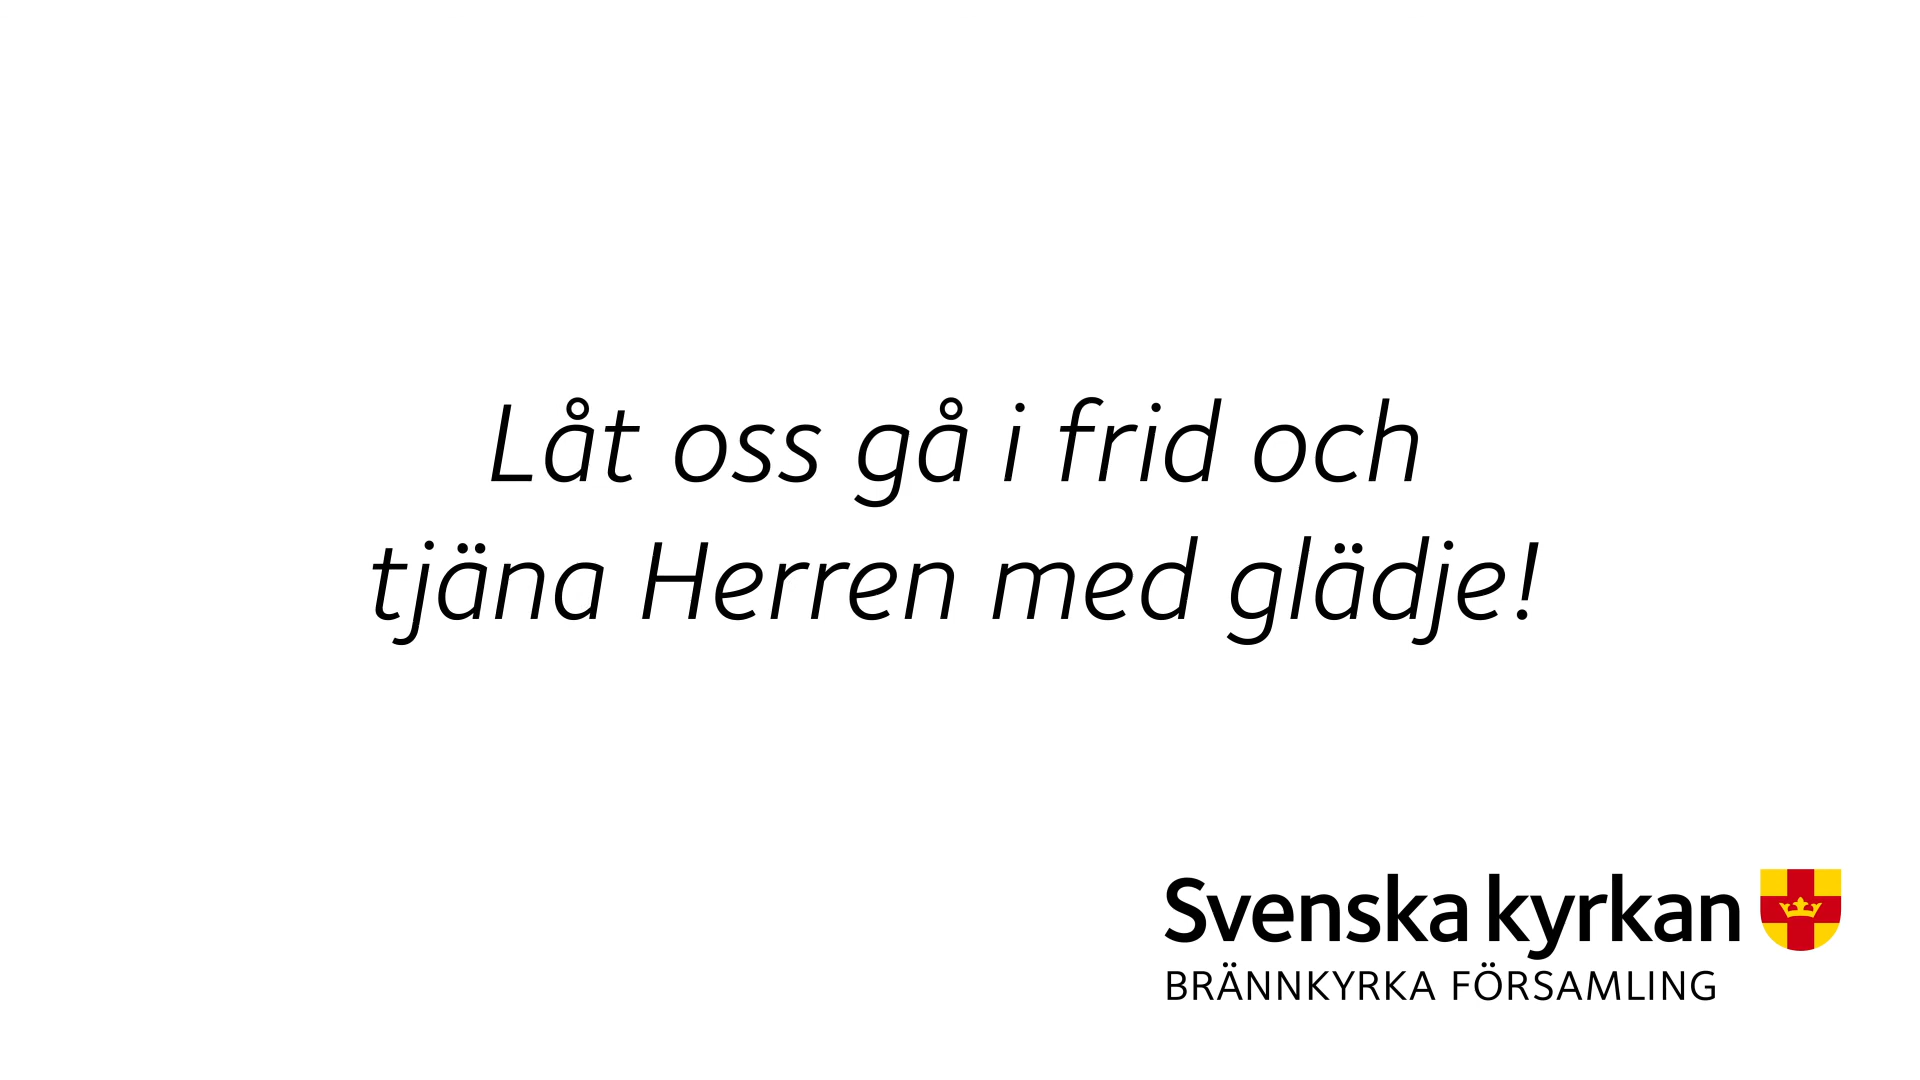 Låt oss gå i frid och
tjäna Herren med glädje!
Svenska kyrkan
BRÄNNKYRKA FÖRSAMLING